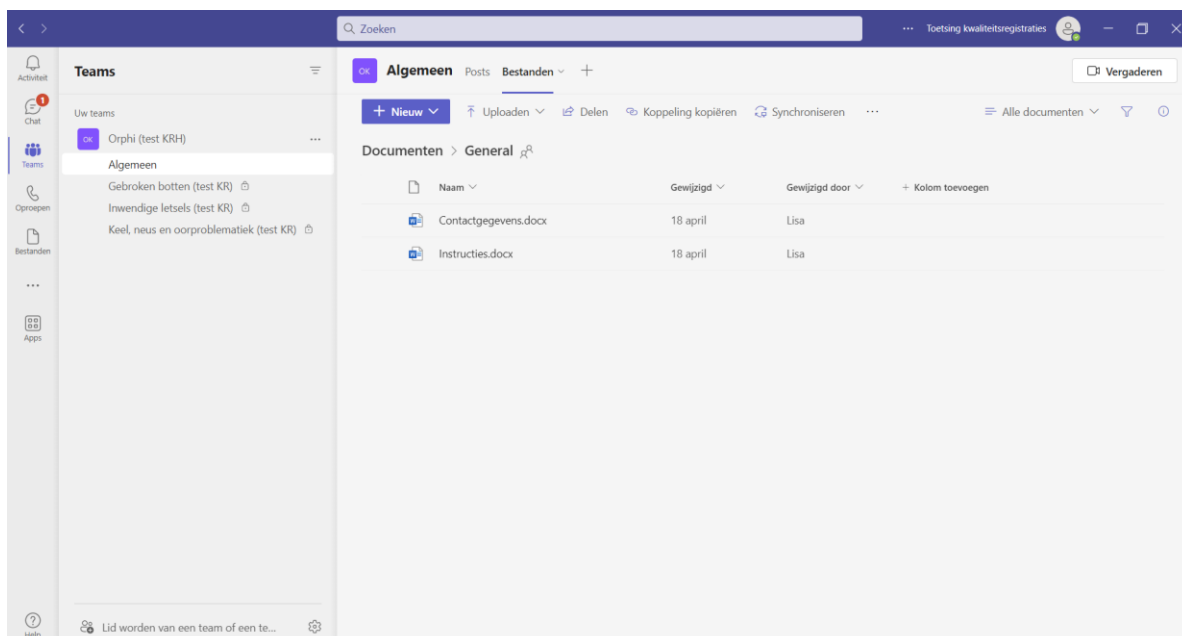 Zoeken
Toetsing kwaliteitsregistraties
Activiteit
1
Chat
Teams
Oproepen
Bestanden
Apps
Help
Teams
Uw teams
OK Orphi (test KRH)
Algemeen
Gebroken botten (test KR)
Inwendige letsels (test KR)
Keel, neus en oorproblematiek (test KR)
Lid worden van een team of een te...
OK Algemeen Posts Bestanden
Vergaderen
Nieuw Uploaden Delen Koppeling kopiëren Synchroniseren Alle documenten
Documenten > General
Naam Gewijzigd Gewijzigd door + Kolom toevoegen
Contactgegevens.docx 18 april Lisa
Instructies.docx 18 april Lisa